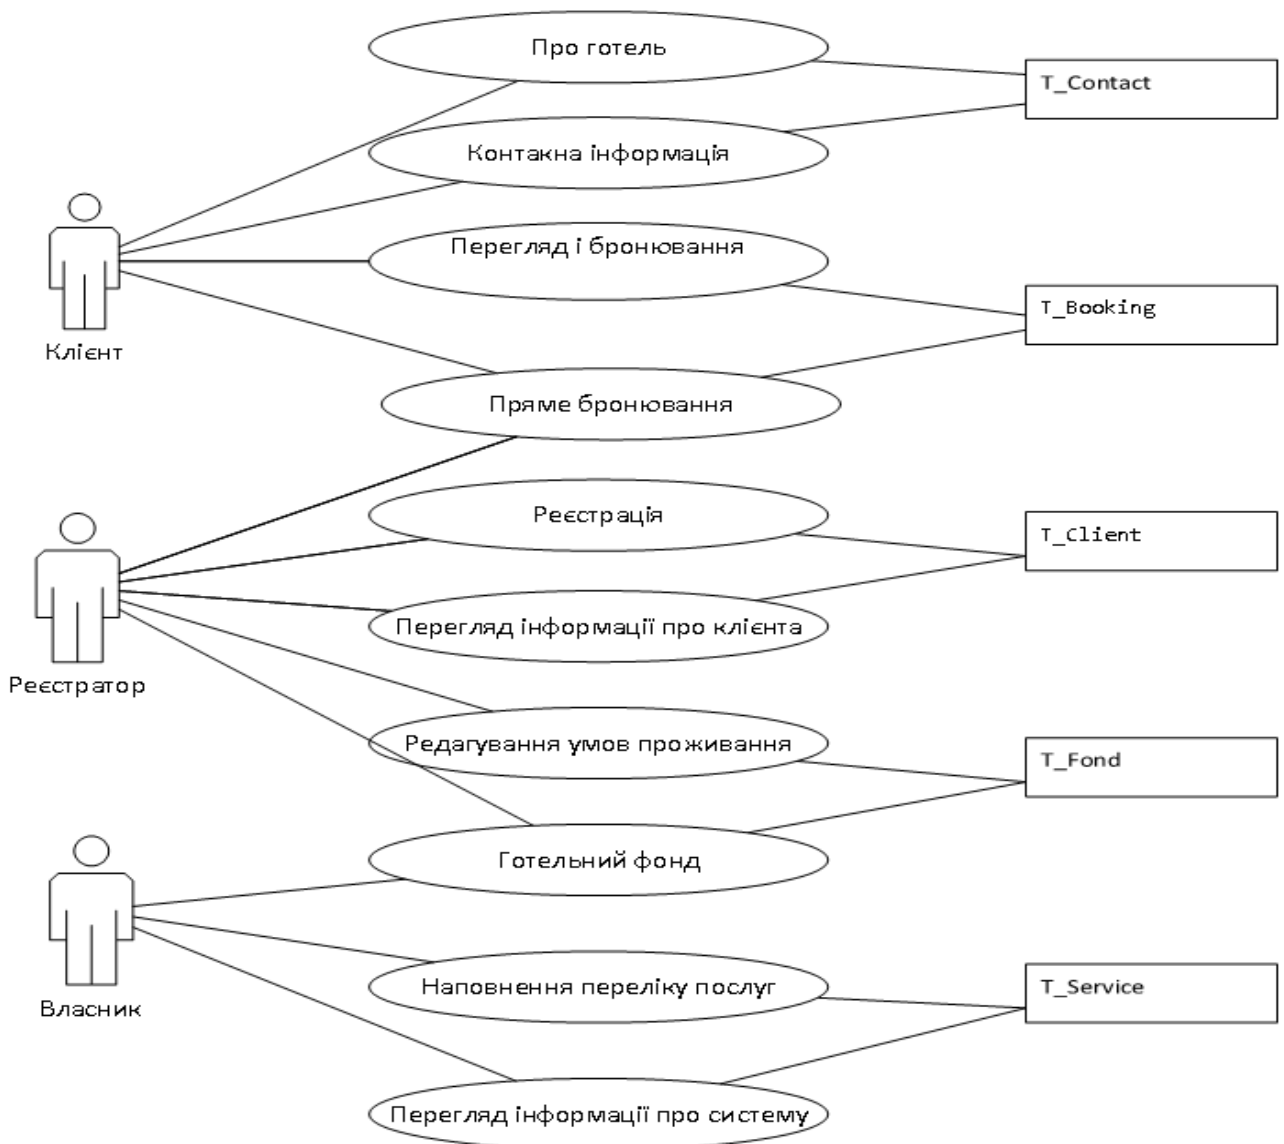 Про готель
T_Contact
Контакна інформація
Перегляд і бронювання
T_Booking
Клієнт
Пряме бронювання
Реєстрація
T_Client
Перегляд інформації про клієнта
Реєстратор
Редагування умов проживання
T_Fond
Готельний фонд
Наповнення переліку послуг
T_Service
Власник
Перегляд інформації про систему